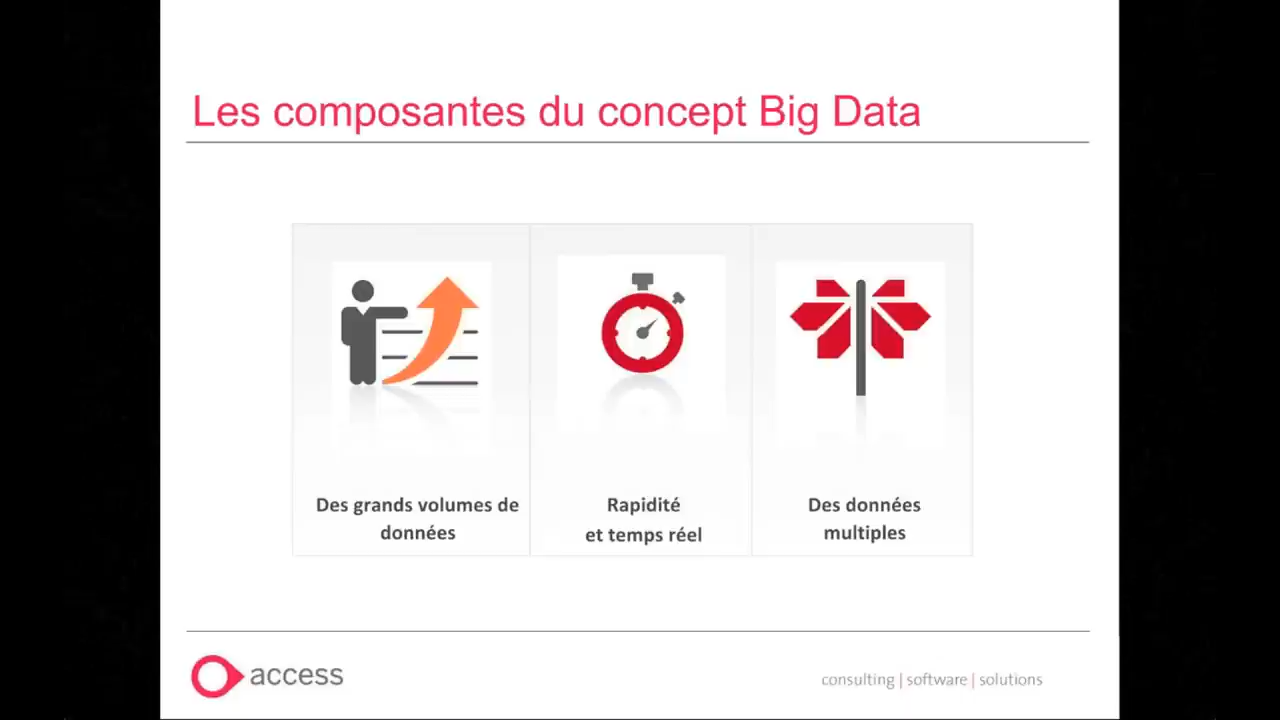 Les composantes du concept Big Data
Des grands volumes de
données
Rapidité
et temps réel
Des données
multiples
access
consulting | software | solutions